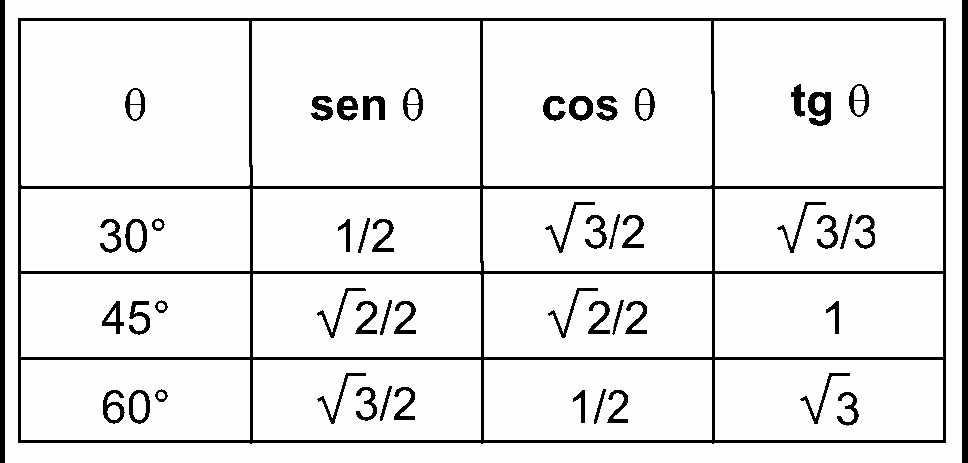 θ sen θ cos θ tg θ
30° 1/2 √3/2 √3/3
45° √2/2 √2/2 1
60° √3/2 1/2 √3